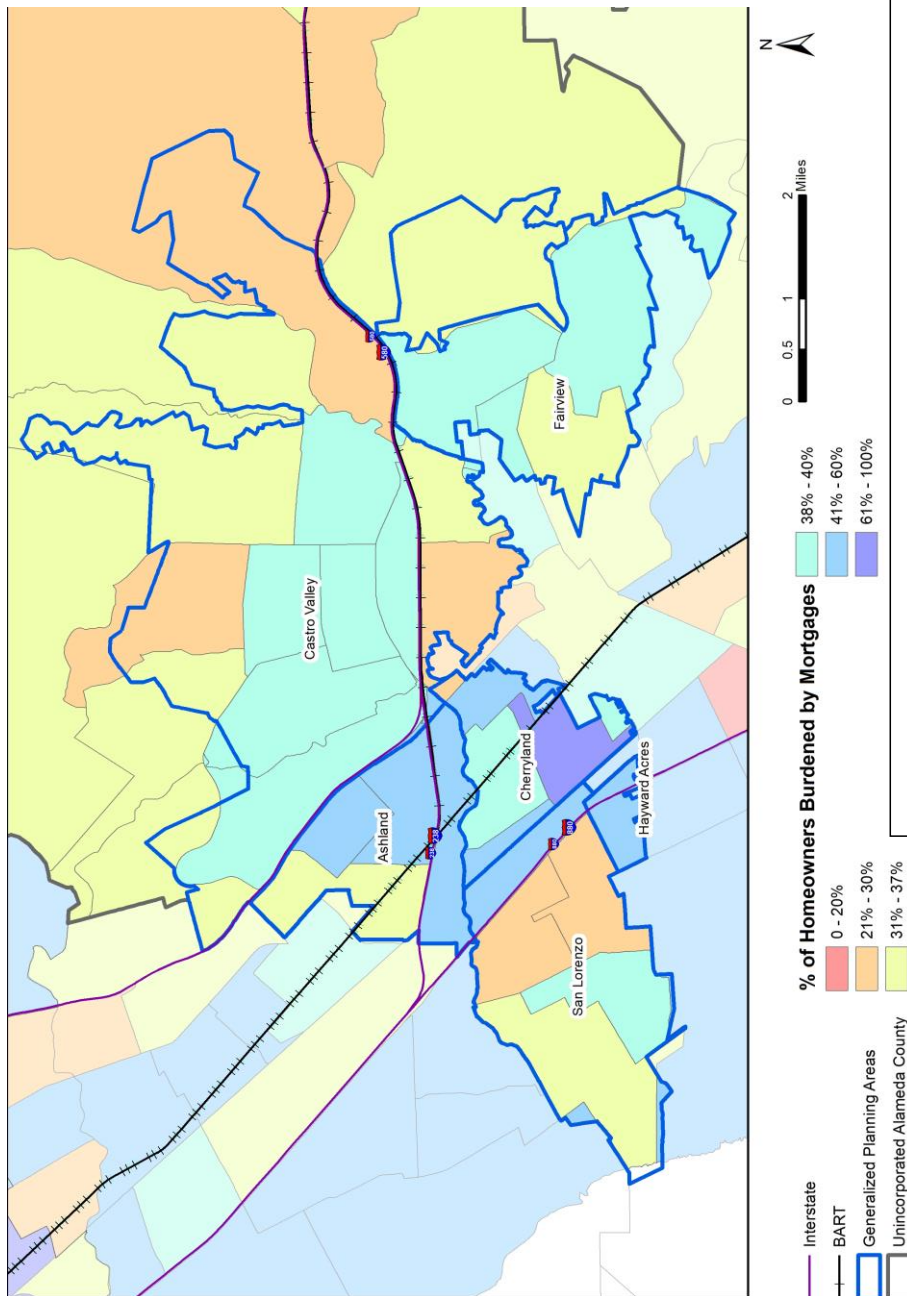 Castro Valley
Ashland
Cherryland
Fairview
Hayward Acres
San Lorenzo
580
238
880
N
0 0.5 1 2
Miles
% of Homeowners Burdened by Mortgages
0 - 20%
21% - 30%
31% - 37%
38% - 40%
41% - 60%
61% - 100%
Interstate
BART
Generalized Planning Areas
Unincorporated Alameda County